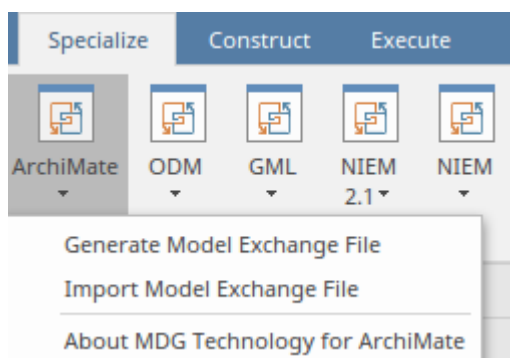 Specialize Construct Execute
ArchiMate ODM GML NIEM NIEM
2.1
Generate Model Exchange File
Import Model Exchange File
About MDG Technology for ArchiMate